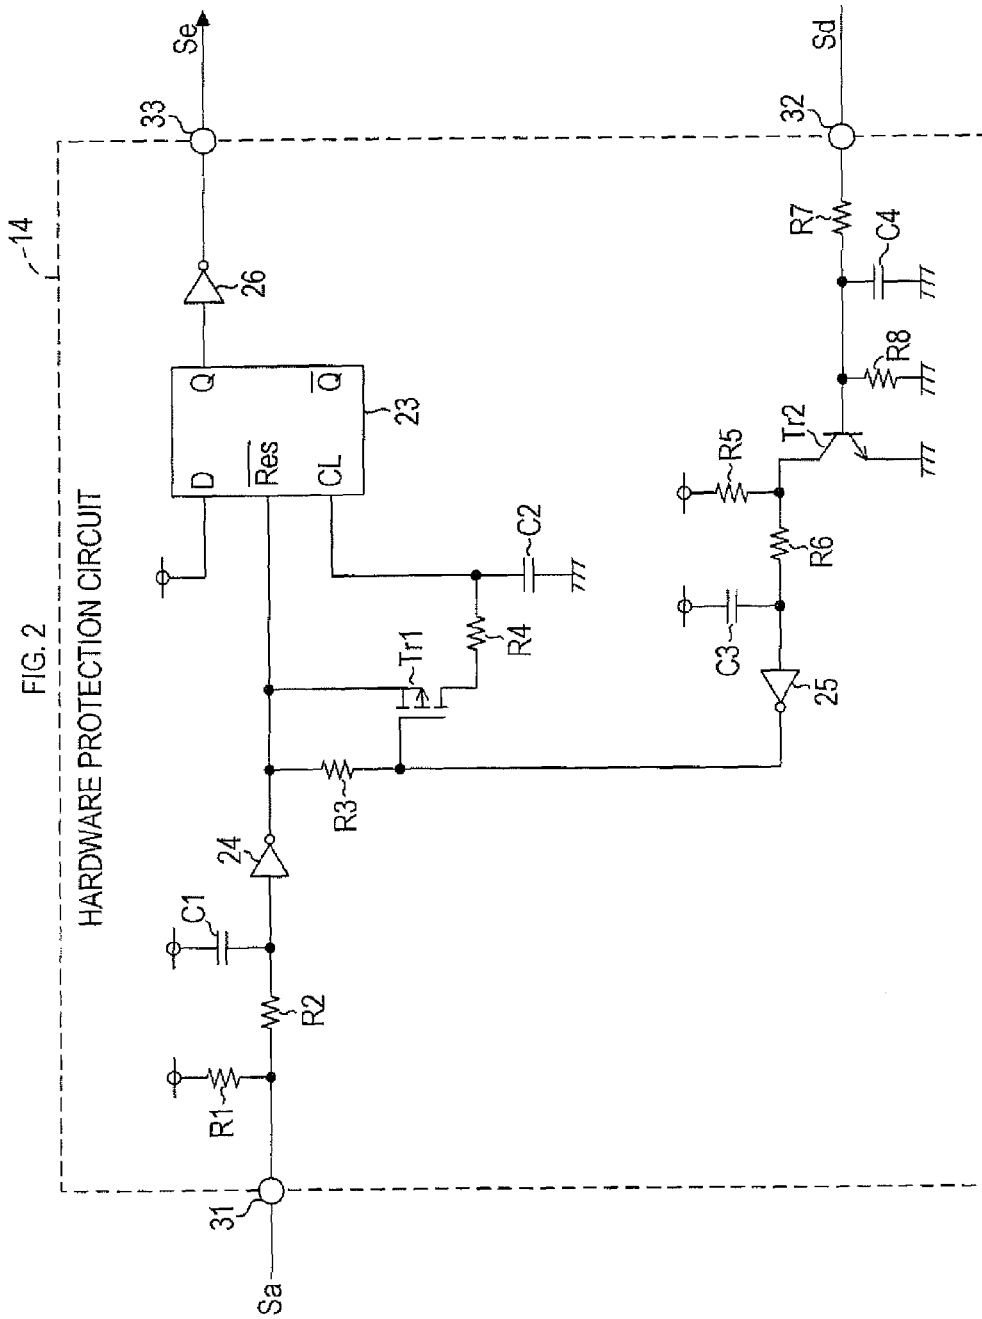 FIG. 2
HARDWARE PROTECTION CIRCUIT
14
Sa
31
R1
R2
C1
24
R3
Tr1
R4
C2
D
Q
Res
CL
Q
23
26
33
Se
25
C3
R6
R5
Tr2
R8
C4
R7
32
Sd